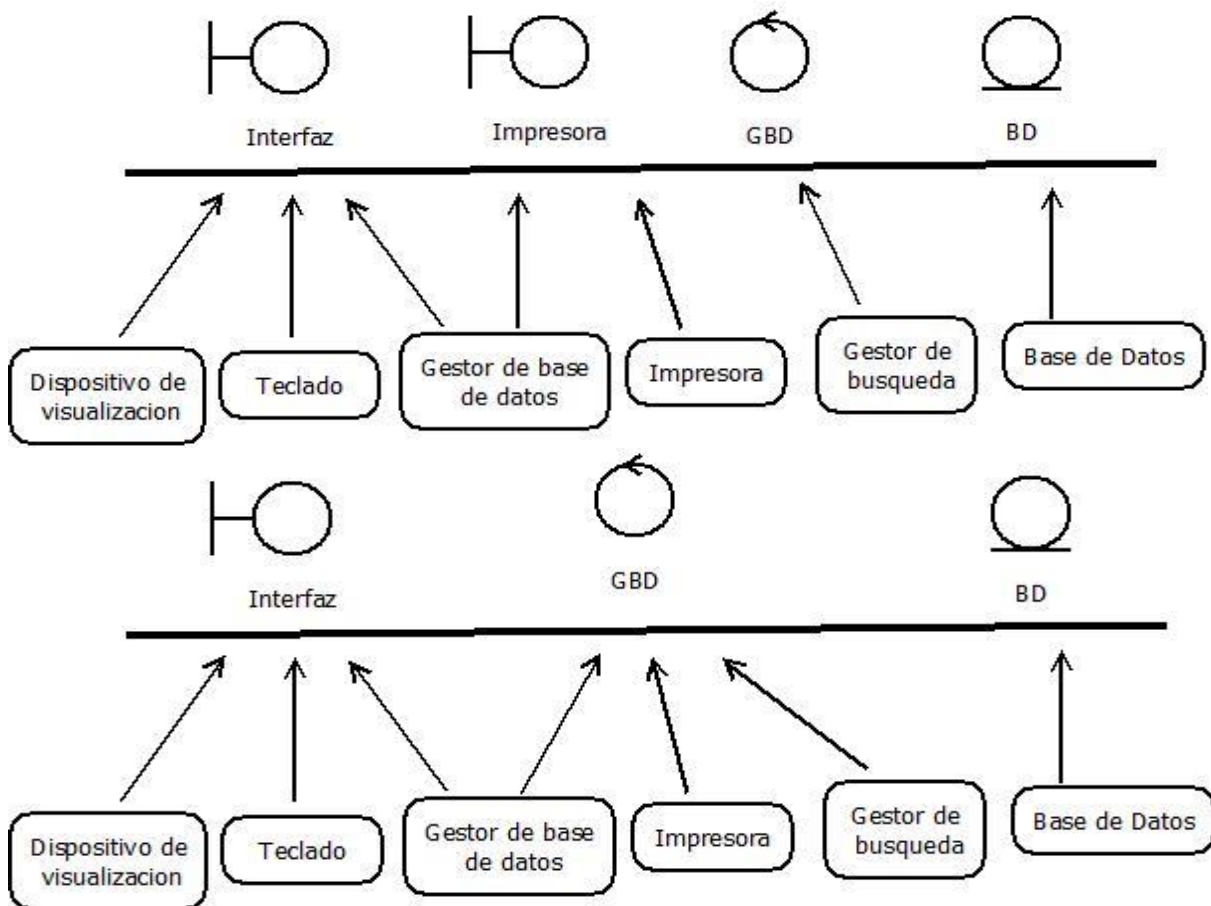 Interfaz
Impresora
GBD
BD
Dispositivo de
visualizacion
Teclado
Gestor de base
de datos
Impresora
Gestor de
busqueda
Base de Datos
Interfaz
GBD
BD
Dispositivo de
visualizacion
Teclado
Gestor de base
de datos
Impresora
Gestor de
busqueda
Base de Datos